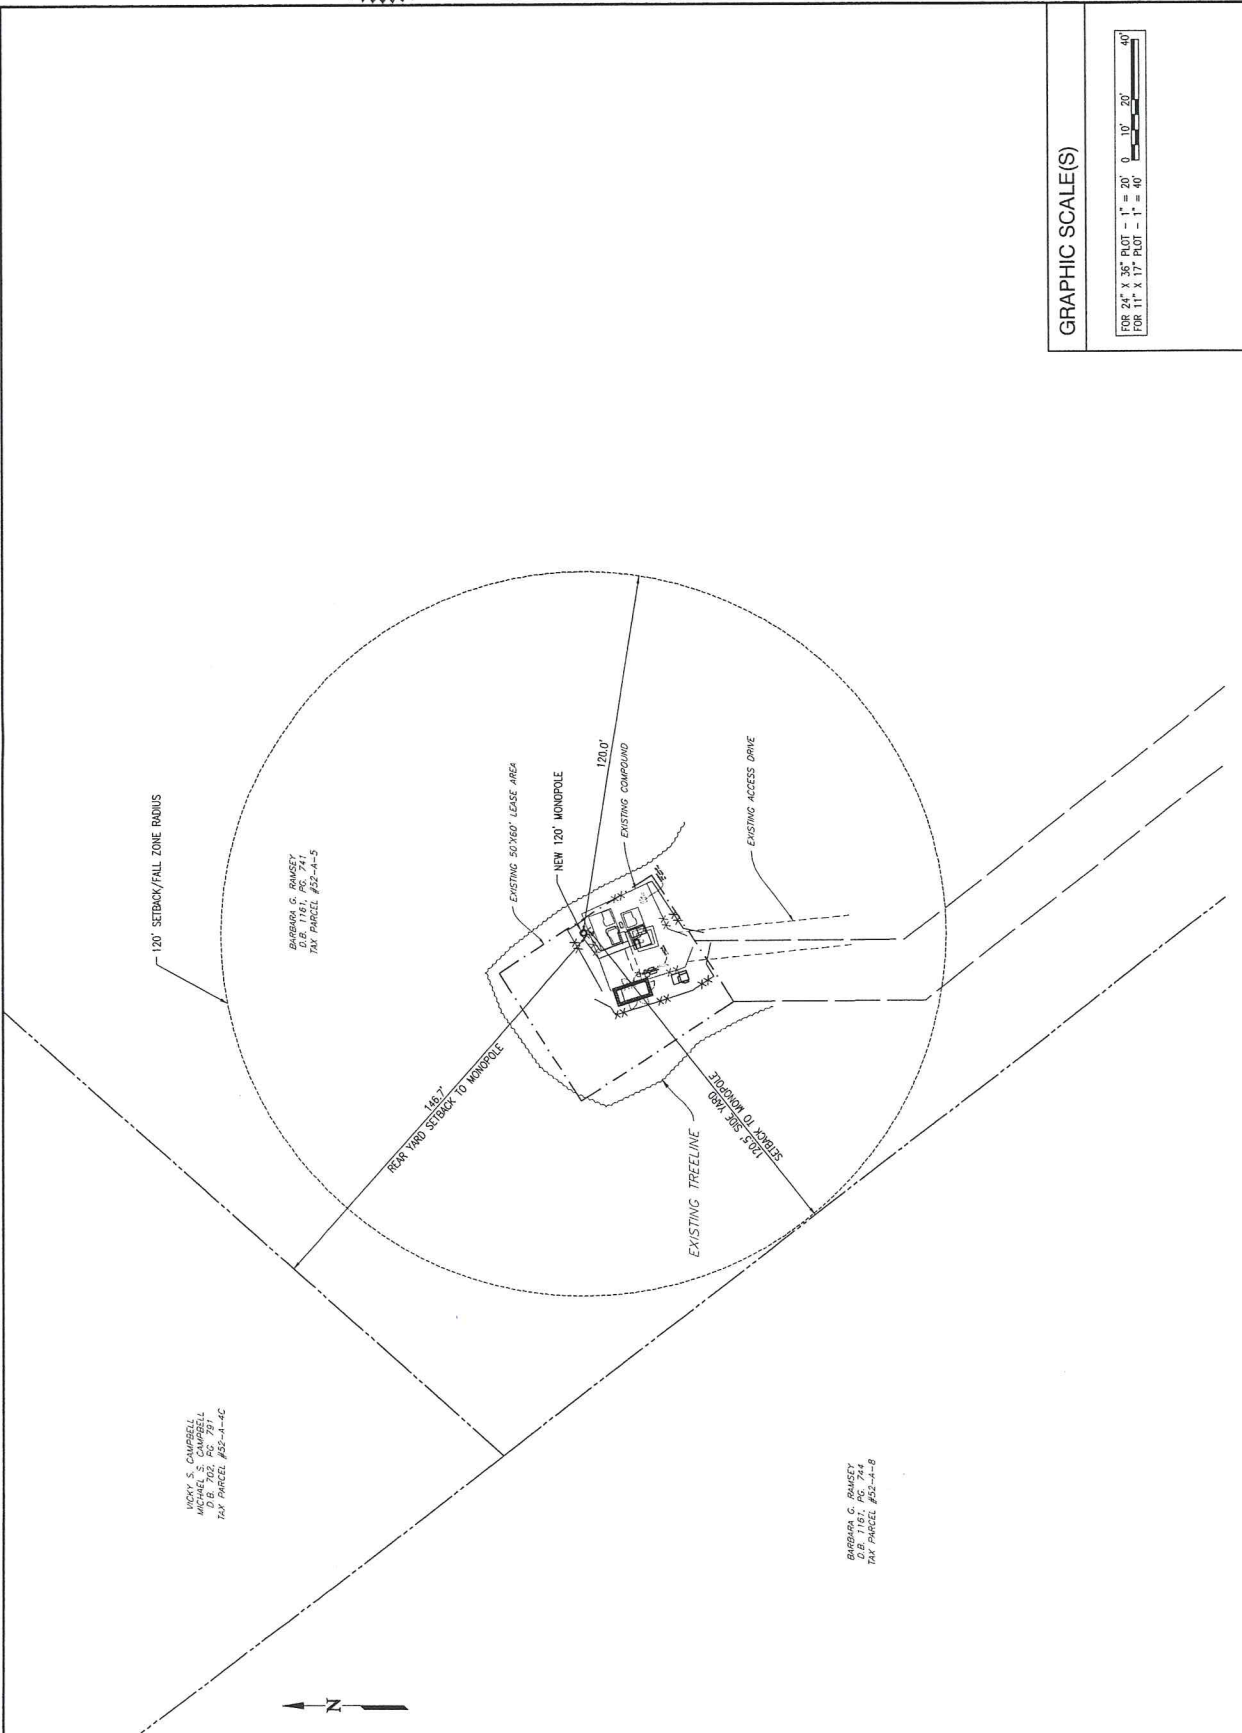 120' SETBACK/FALL ZONE RADIUS
BARBARA G. RAMSEY
D.B. 1161, PG. 741
TAX PARCEL #52-A-5
EXISTING 50'X60' LEASE AREA
NEW 120' MONOPOLE
120.0'
EXISTING COMPOUND
EXISTING ACCESS DRIVE
146.7'
REAR YARD SETBACK TO MONOPOLE
120.5' SIDE YARD
SETBACK TO MONOPOLE
EXISTING TREELINE
VICKY S. CAMPBELL
MICHAEL S. CAMPBELL
D.B. 702, PG. 791
TAX PARCEL #52-A-4C
BARBARA G. RAMSEY
D.B. 1161, PG. 744
TAX PARCEL #52-A-8
N
GRAPHIC SCALE(S)
FOR 24" X 36" PLOT - 1" = 20'
FOR 11" X 17" PLOT - 1" = 40'
0 10' 20' 40'